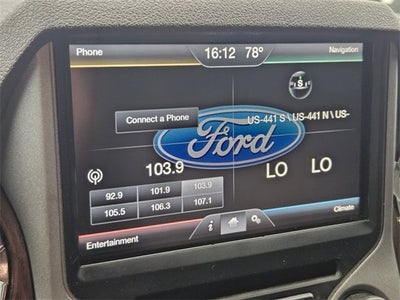 Phone
16:12 78°
Navigation
S
Connect a Phone
US-441 S \ US-441 N \ US-
Ford
103.9
LO LO
92.9 101.9 103.9
105.5 106.3 107.1
i
Entertainment
Climate